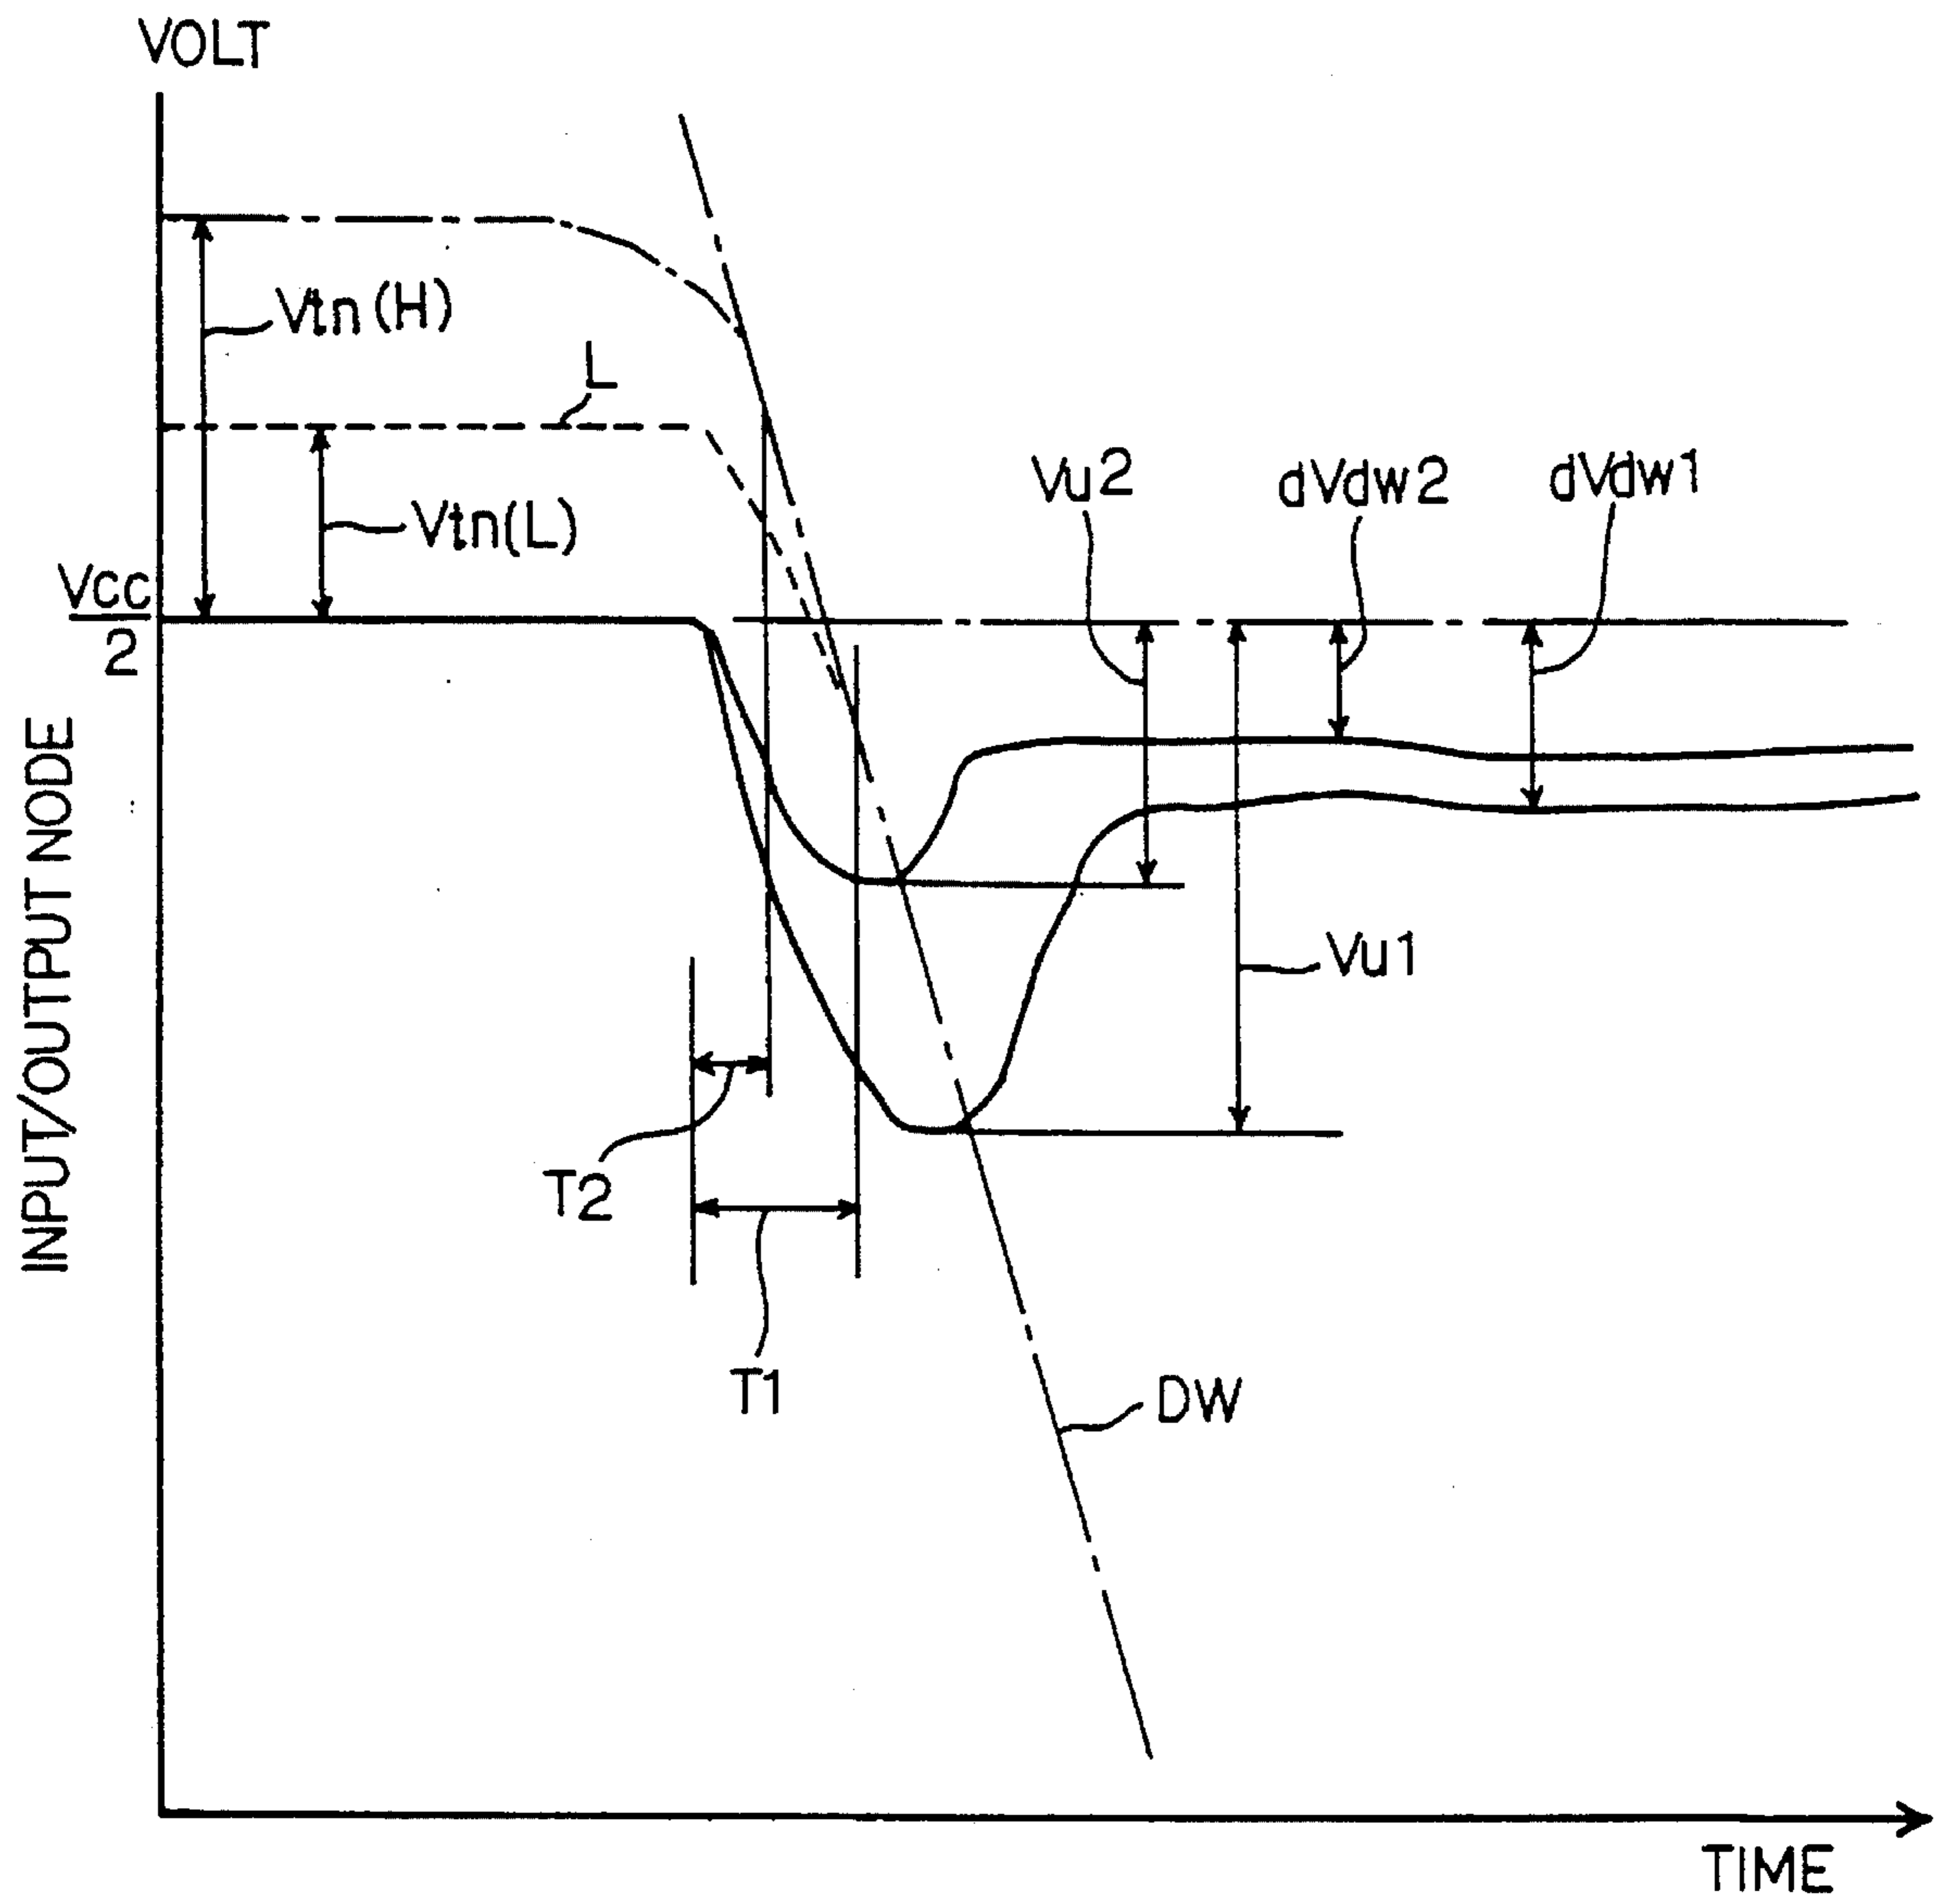 VOLT
Vtn(H)
L
Vu2
dVdw2
dVdw1
Vtn(L)
Vcc
2
INPUT/OUTPUT NODE
Vu1
T2
T1
DW
TIME